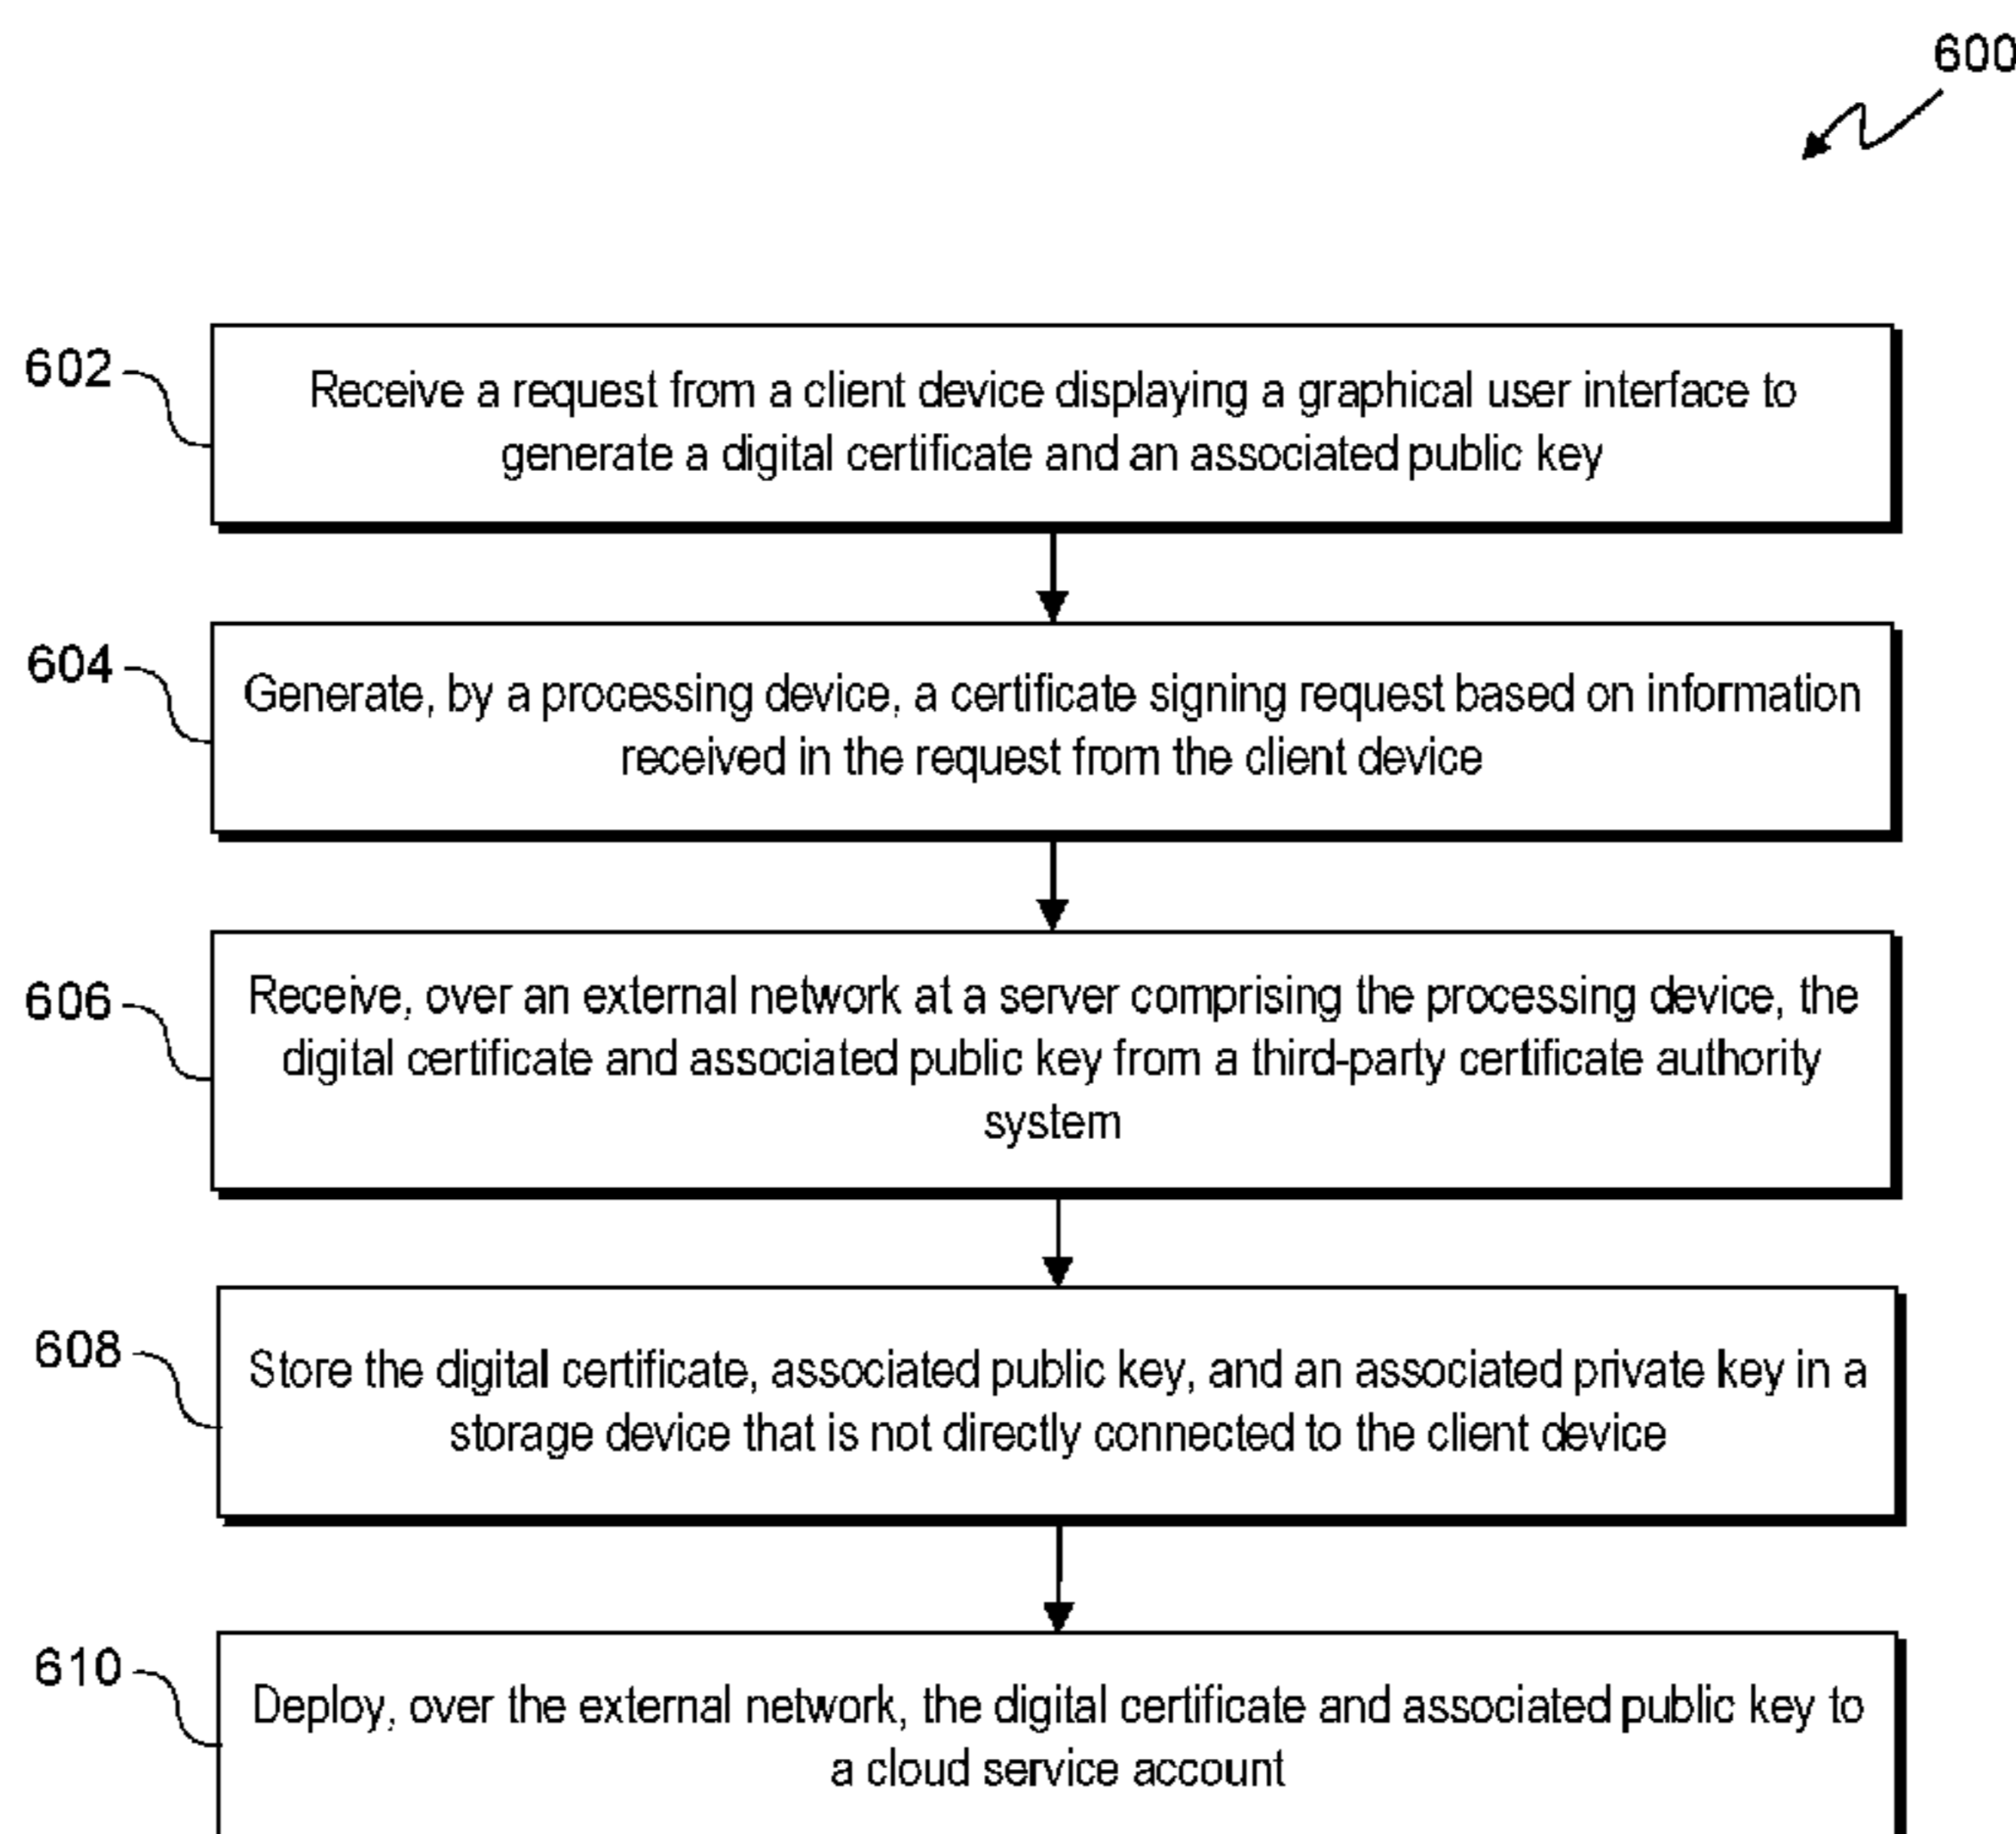 600
602
Receive a request from a client device displaying a graphical user interface to
generate a digital certificate and an associated public key
604
Generate, by a processing device, a certificate signing request based on information
received in the request from the client device
606
Receive, over an external network at a server comprising the processing device, the
digital certificate and associated public key from a third-party certificate authority
system
608
Store the digital certificate, associated public key, and an associated private key in a
storage device that is not directly connected to the client device
610
Deploy, over the external network, the digital certificate and associated public key to
a cloud service account